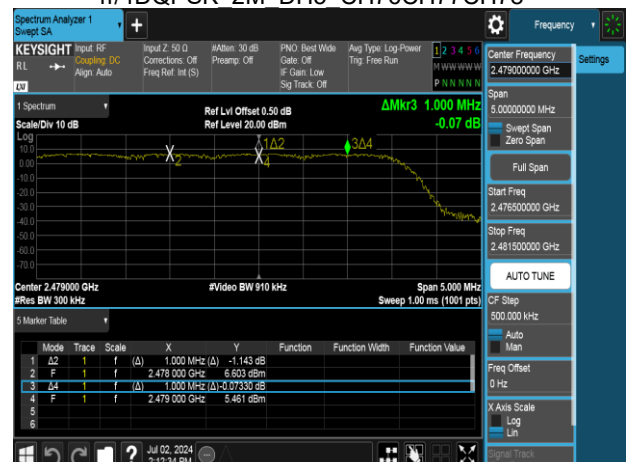 π/4DQPSK_2M_DH5_CH76CH77CH78
Spectrum Analyzer 1
Swept SA
Frequency
KEYSIGHT
RL
Input: RF
Coupling: DC
Align: Auto
Input Z: 50 Ω
Corrections: Off
Freq Ref: Int (S)
#Atten: 30 dB
Preamp: Off
PNO: Best Wide
Gate: Off
IF Gain: Low
Sig Track: Off
Avg Type: Log-Power
Trig: Free Run
1 2 3 4 5 6
M W W W W W
P N N N N N
LXI
1 Spectrum
Scale/Div 10 dB
Ref Lvl Offset 0.50 dB
Ref Level 20.00 dBm
ΔMkr3 1.000 MHz
-0.07 dB
Log
10.0
0.00
-10.0
-20.0
-30.0
-40.0
-50.0
-60.0
-70.0
2
1Δ2
4
3Δ4
Center 2.479000 GHz
#Res BW 300 kHz
#Video BW 910 kHz
Span 5.000 MHz
Sweep 1.00 ms (1001 pts)
5 Marker Table
Mode Trace Scale X Y Function Function Width Function Value
1 Δ2 1 f (Δ) 1.000 MHz (Δ) -1.143 dB
2 F 1 f 2.478 000 GHz 6.603 dBm
3 Δ4 1 f (Δ) 1.000 MHz (Δ) -0.07330 dB
4 F 1 f 2.479 000 GHz 5.461 dBm
5
6
Jul 02, 2024
2:12:34 PM
Center Frequency
2.479000000 GHz
Settings
Span
5.00000000 MHz
Swept Span
Zero Span
Full Span
Start Freq
2.476500000 GHz
Stop Freq
2.481500000 GHz
AUTO TUNE
CF Step
500.000 kHz
Auto
Man
Freq Offset
0 Hz
X Axis Scale
Log
Lin
Signal Track